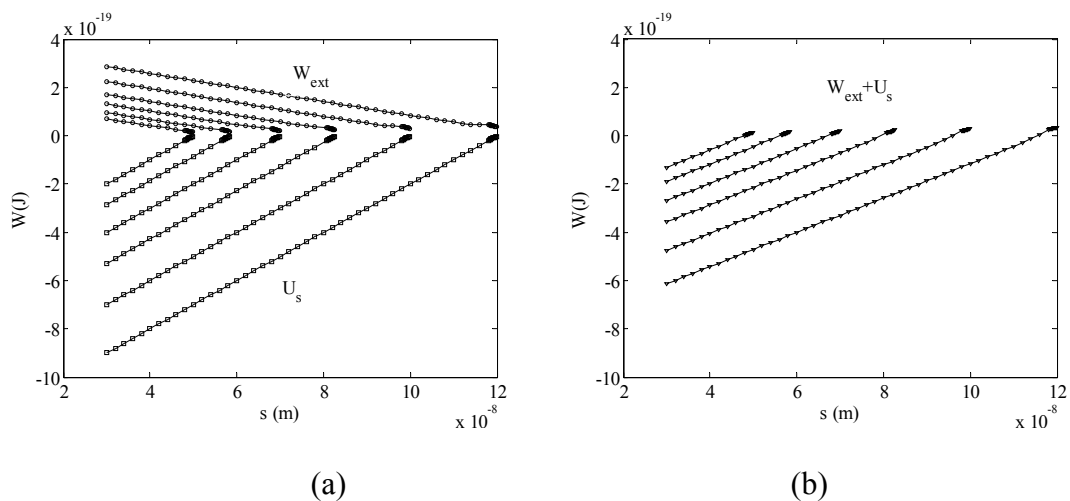 x 10^-19
4
2
0
-2
-4
-6
-8
-10
W(J)
W_ext
U_s
2 4 6 8 10 12
s (m)
x 10^-8
(a)
x 10^-19
4
2
0
-2
-4
-6
-8
-10
W(J)
W_ext+U_s
2 4 6 8 10 12
s (m)
x 10^-8
(b)